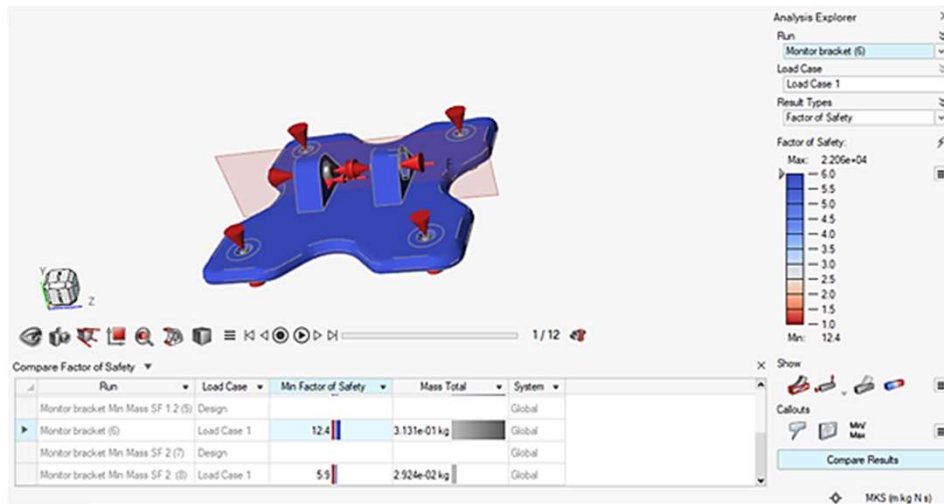 Analysis Explorer
Run
Monitor bracket (6)
Load Case
Load Case 1
Result Types
Factor of Safety
Factor of Safety:
Max: 2.206e+04
6.0
5.5
5.0
4.5
4.0
3.5
3.0
2.5
2.0
1.5
1.0
Min: 12.4
Y
Z
F
1 / 12
Compare Factor of Safety
Run Load Case Min Factor of Safety Mass Total System
Monitor bracket Min Mass SF 1.2 (5) Design Global
Monitor bracket (6) Load Case 1 12.4 3.131e-01 kg Global
Monitor bracket Min Mass SF 2 (7) Design Global
Monitor bracket Min Mass SF 2 (8) Load Case 1 5.9 2.924e-02 kg Global
Show
Callouts
Min/
Max
Compare Results
MKS (m kg N s)